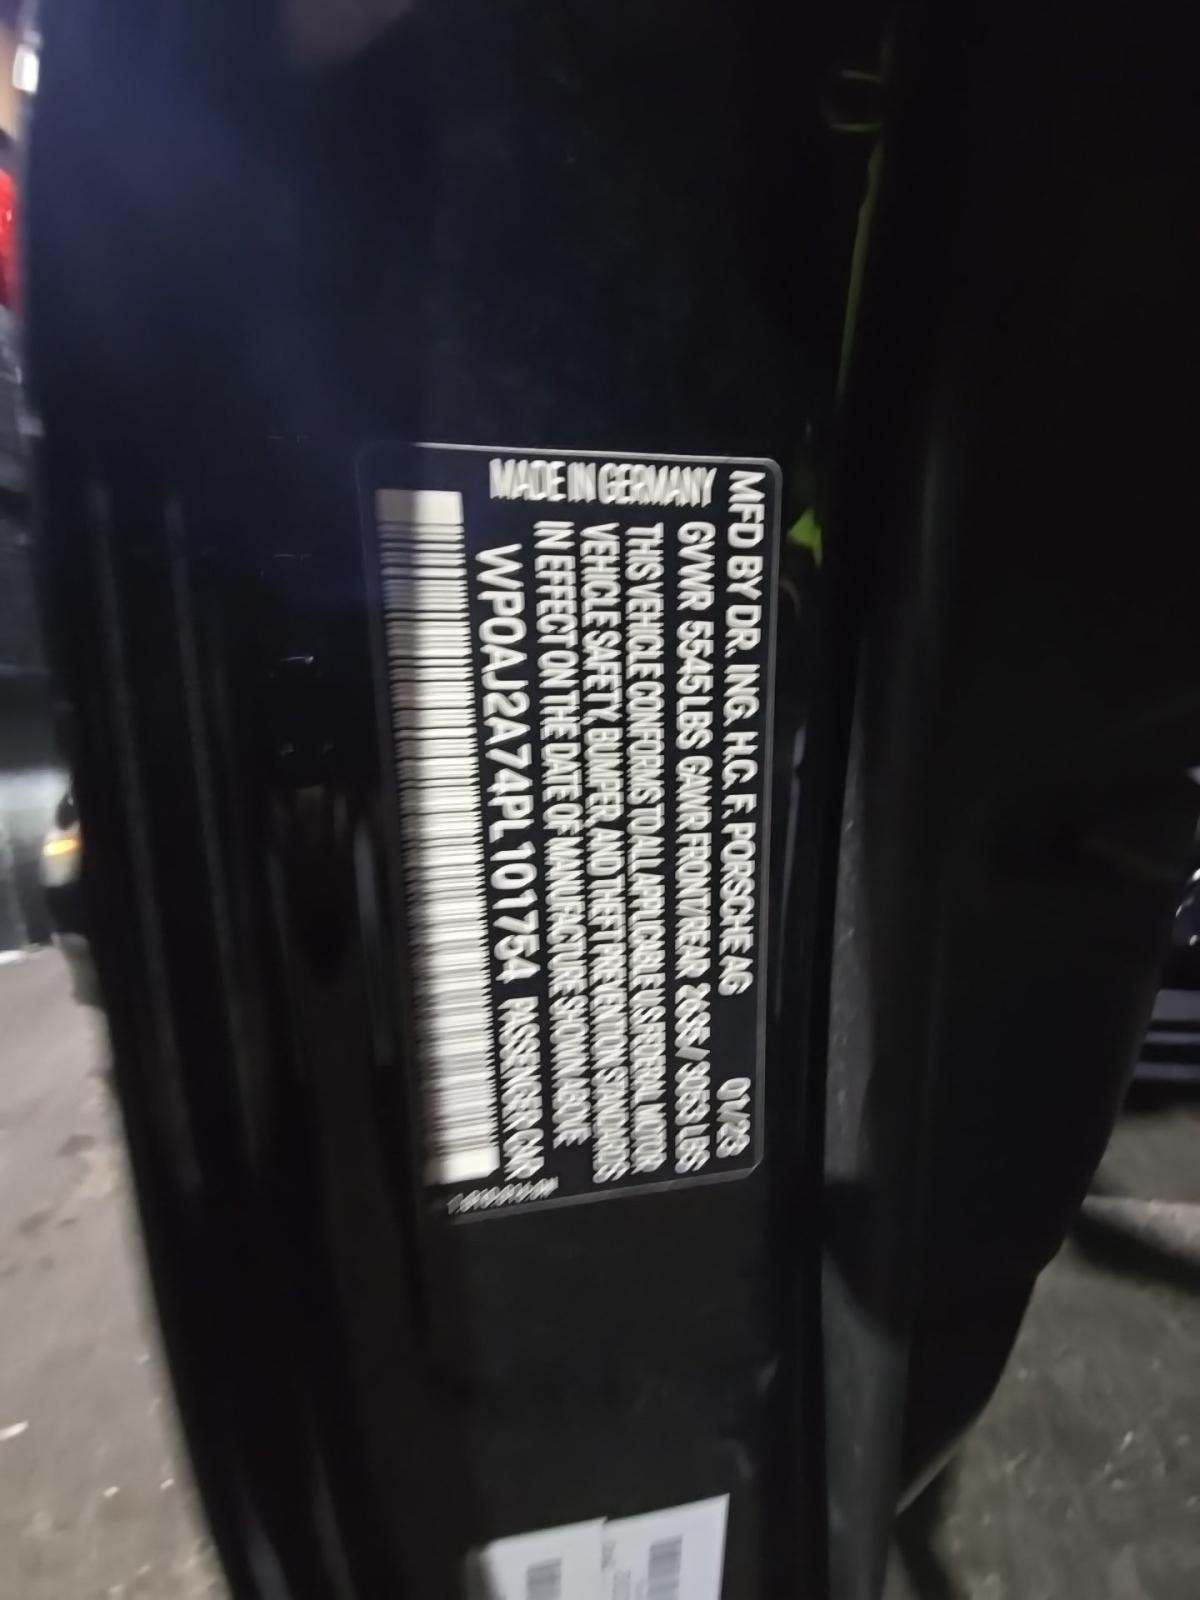 MFD BY DR. ING. H.C. F. PORSCHE AG 01/23
GVWR 5545 LBS GAWR FRONT/REAR 2635 / 3053 LBS
THIS VEHICLE CONFORMS TO ALL APPLICABLE US FEDERAL MOTOR
VEHICLE SAFETY, BUMPER, AND THEFT PREVENTION STANDARDS
IN EFFECT ON THE DATE OF MANUFACTURE SHOWN ABOVE
MADE IN GERMANY WP0AJ2A74PL101754 PASSENGER CAR